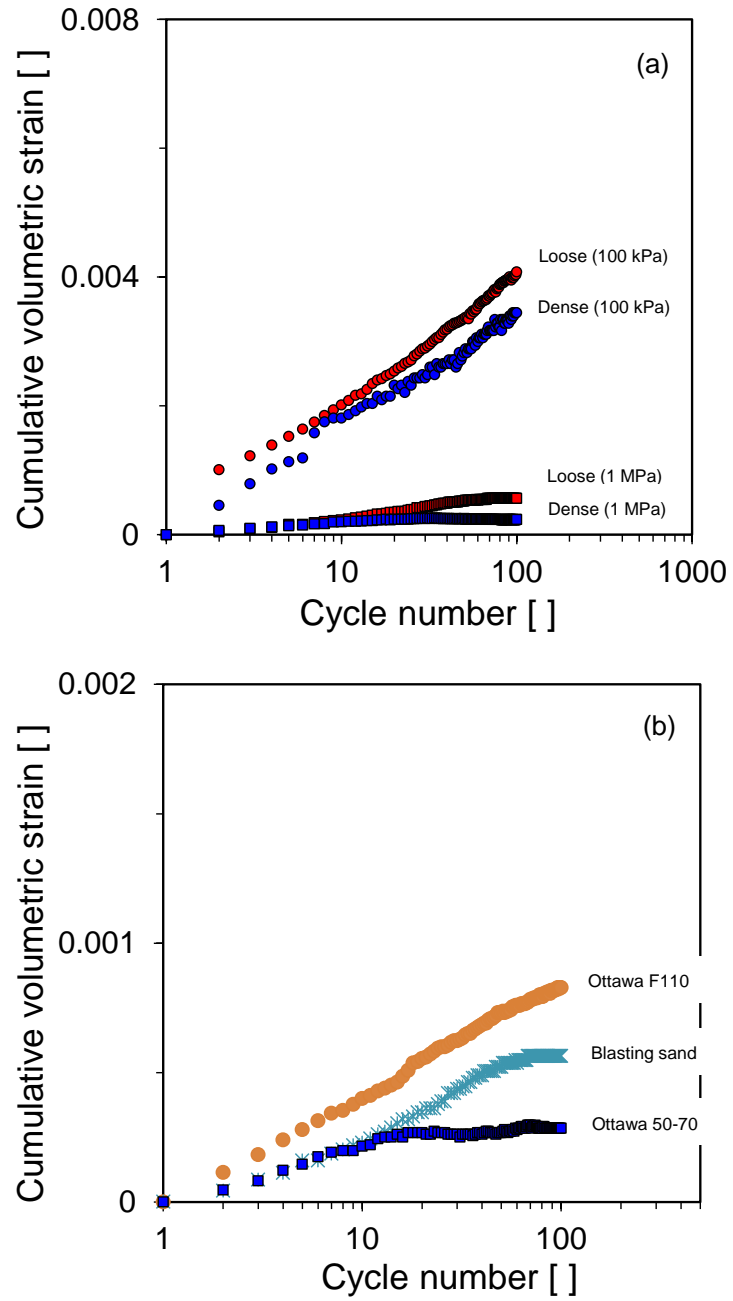 0.008
(a)
Cumulative volumetric strain [ ]
Loose (100 kPa)
0.004
Dense (100 kPa)
Loose (1 MPa)
Dense (1 MPa)
0
1 10 100 1000
Cycle number [ ]
0.002
(b)
Cumulative volumetric strain [ ]
0.001
Ottawa F110
Blasting sand
Ottawa 50-70
0
1 10 100
Cycle number [ ]